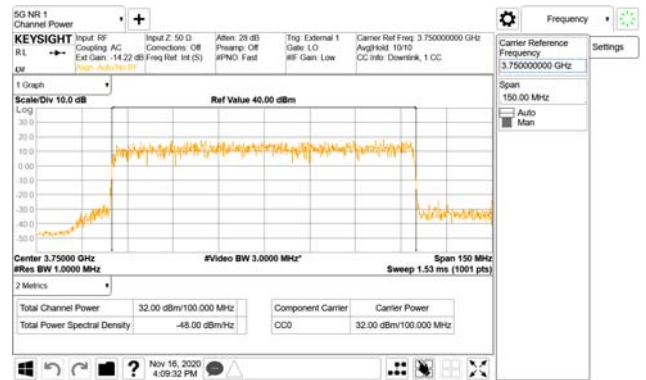 5G NR 1
Channel Power
Frequency
KEYSIGHT
Input: RF
Coupling: AC
Ext Gain: -14.22 dB
Align: Auto/No RF
Input Z: 50 Ω
Corrections: Off
Freq Ref: Int (S)
Atten: 28 dB
Preamp: Off
#PNO: Fast
Trig: External 1
Gate: LO
#IF Gain: Low
Carrier Ref Freq: 3.750000000 GHz
Avg|Hold: 10/10
CC Info: Downlink, 1 CC
RL
Carrier Reference
Frequency
3.750000000 GHz
Settings
Span
150.00 MHz
Auto
Man
1 Graph
Scale/Div 10.0 dB
Ref Value 40.00 dBm
Log
30.0
20.0
10.0
0.00
-10.0
-20.0
-30.0
-40.0
-50.0
Center 3.75000 GHz
#Video BW 3.0000 MHz*
Span 150 MHz
#Res BW 1.0000 MHz
Sweep 1.53 ms (1001 pts)
2 Metrics
Total Channel Power 32.00 dBm/100.000 MHz
Total Power Spectral Density -48.00 dBm/Hz
Component Carrier Carrier Power
CC0 32.00 dBm/100.000 MHz
?
Nov 16, 2020
4:09:32 PM